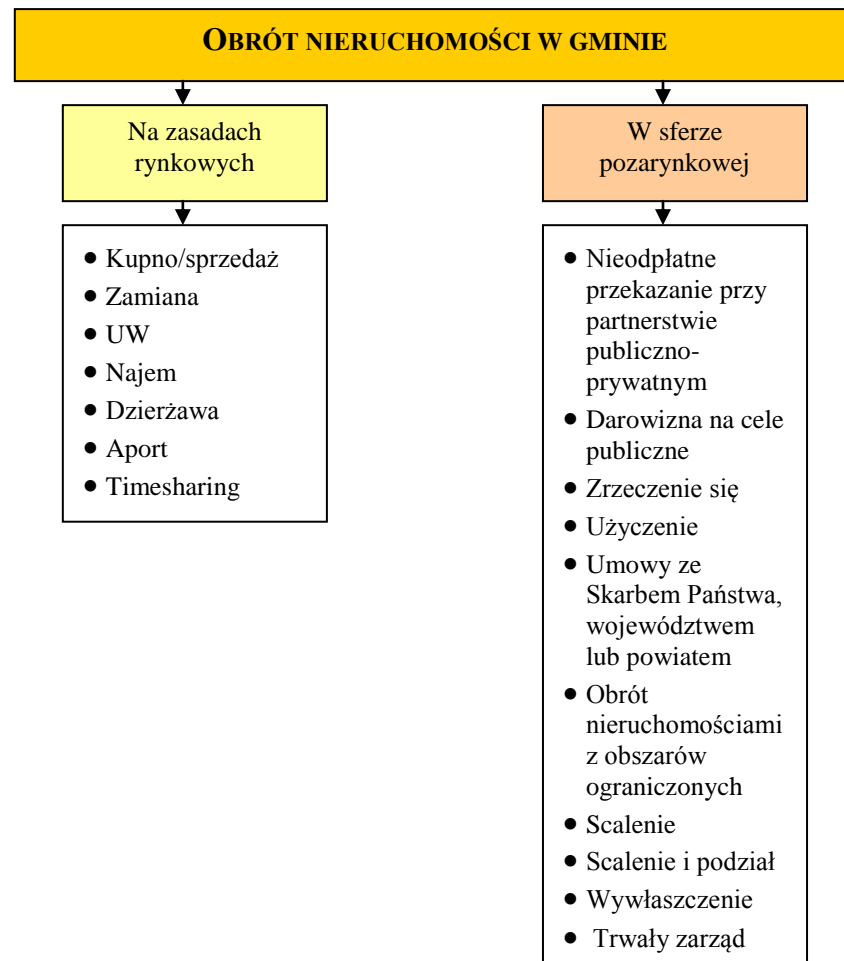 OBRÓT NIERUCHOMOŚCI W GMINIE
Na zasadach
rynkowych
• Kupno/sprzedaż
• Zamiana
• UW
• Najem
• Dzierżawa
• Aport
• Timesharing
W sferze
pozarynkowej
• Nieodpłatne
przekazanie przy
partnerstwie
publiczno-
prywatnym
• Darowizna na cele
publiczne
• Zrzeczenie się
• Użyczenie
• Umowy ze
Skarbem Państwa,
województwem
lub powiatem
• Obrót
nieruchomościami
z obszarów
ograniczonych
• Scalenie
• Scalenie i podział
• Wywłaszczenie
• Trwały zarząd